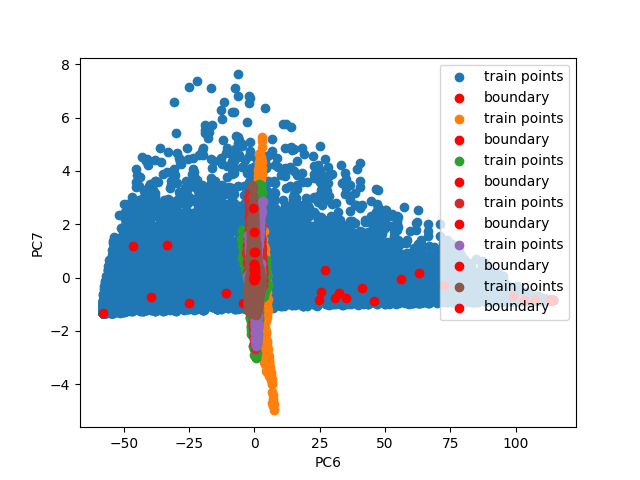 8
6
4
2
0
−2
−4
PC7
−50
−25
0
25
50
75
100
PC6
train points
boundary
train points
boundary
train points
boundary
train points
boundary
train points
boundary
train points
boundary